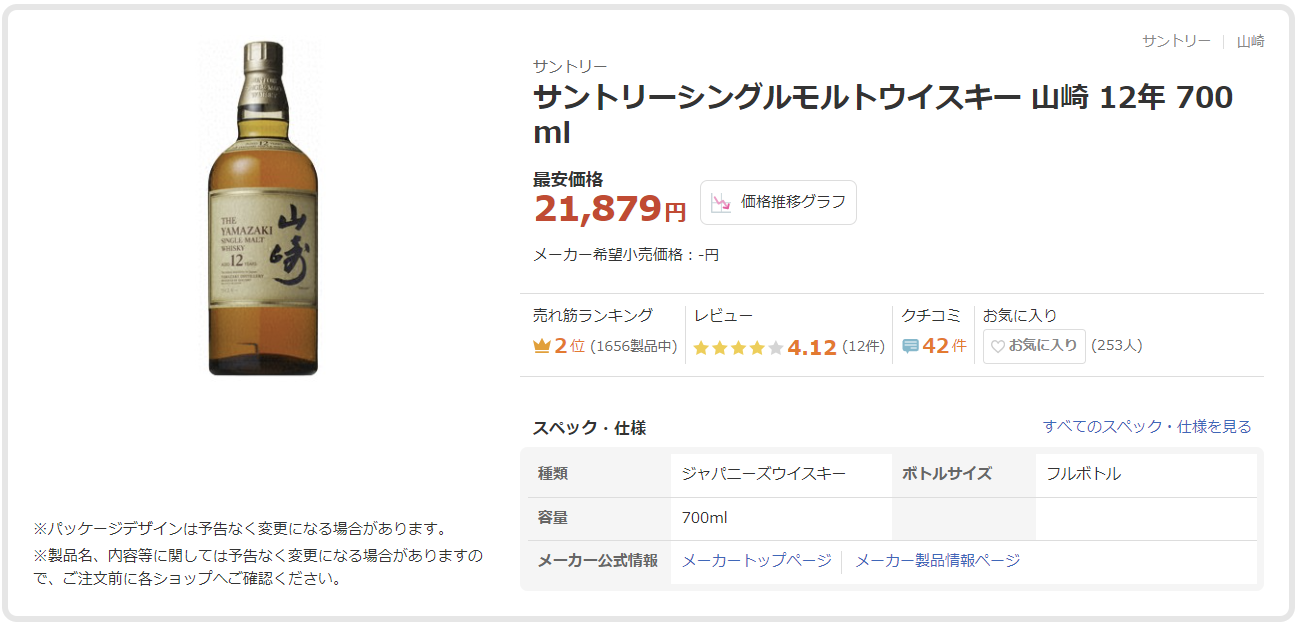 サントリー
山崎
サントリー
サントリーシングルモルトウイスキー 山崎 12年 700
ml
最安価格
21,879円
価格推移グラフ
メーカー希望小売価格：-円
売れ筋ランキング
レビュー
クチコミ
お気に入り
2位 (1656製品中)
4.12 (12件)
42件
お気に入り
(253人)
スペック・仕様
すべてのスペック・仕様を見る
種類
ジャパニーズウイスキー
ボトルサイズ
フルボトル
容量
700ml
メーカー公式情報
メーカートップページ
メーカー製品情報ページ
THE
YAMAZAKI
SINGLE MALT
WHISKY
12
山崎
※パッケージデザインは予告なく変更になる場合があります。
※製品名、内容等に関しては予告なく変更になる場合がありますの
で、ご注文前に各ショップへご確認ください。